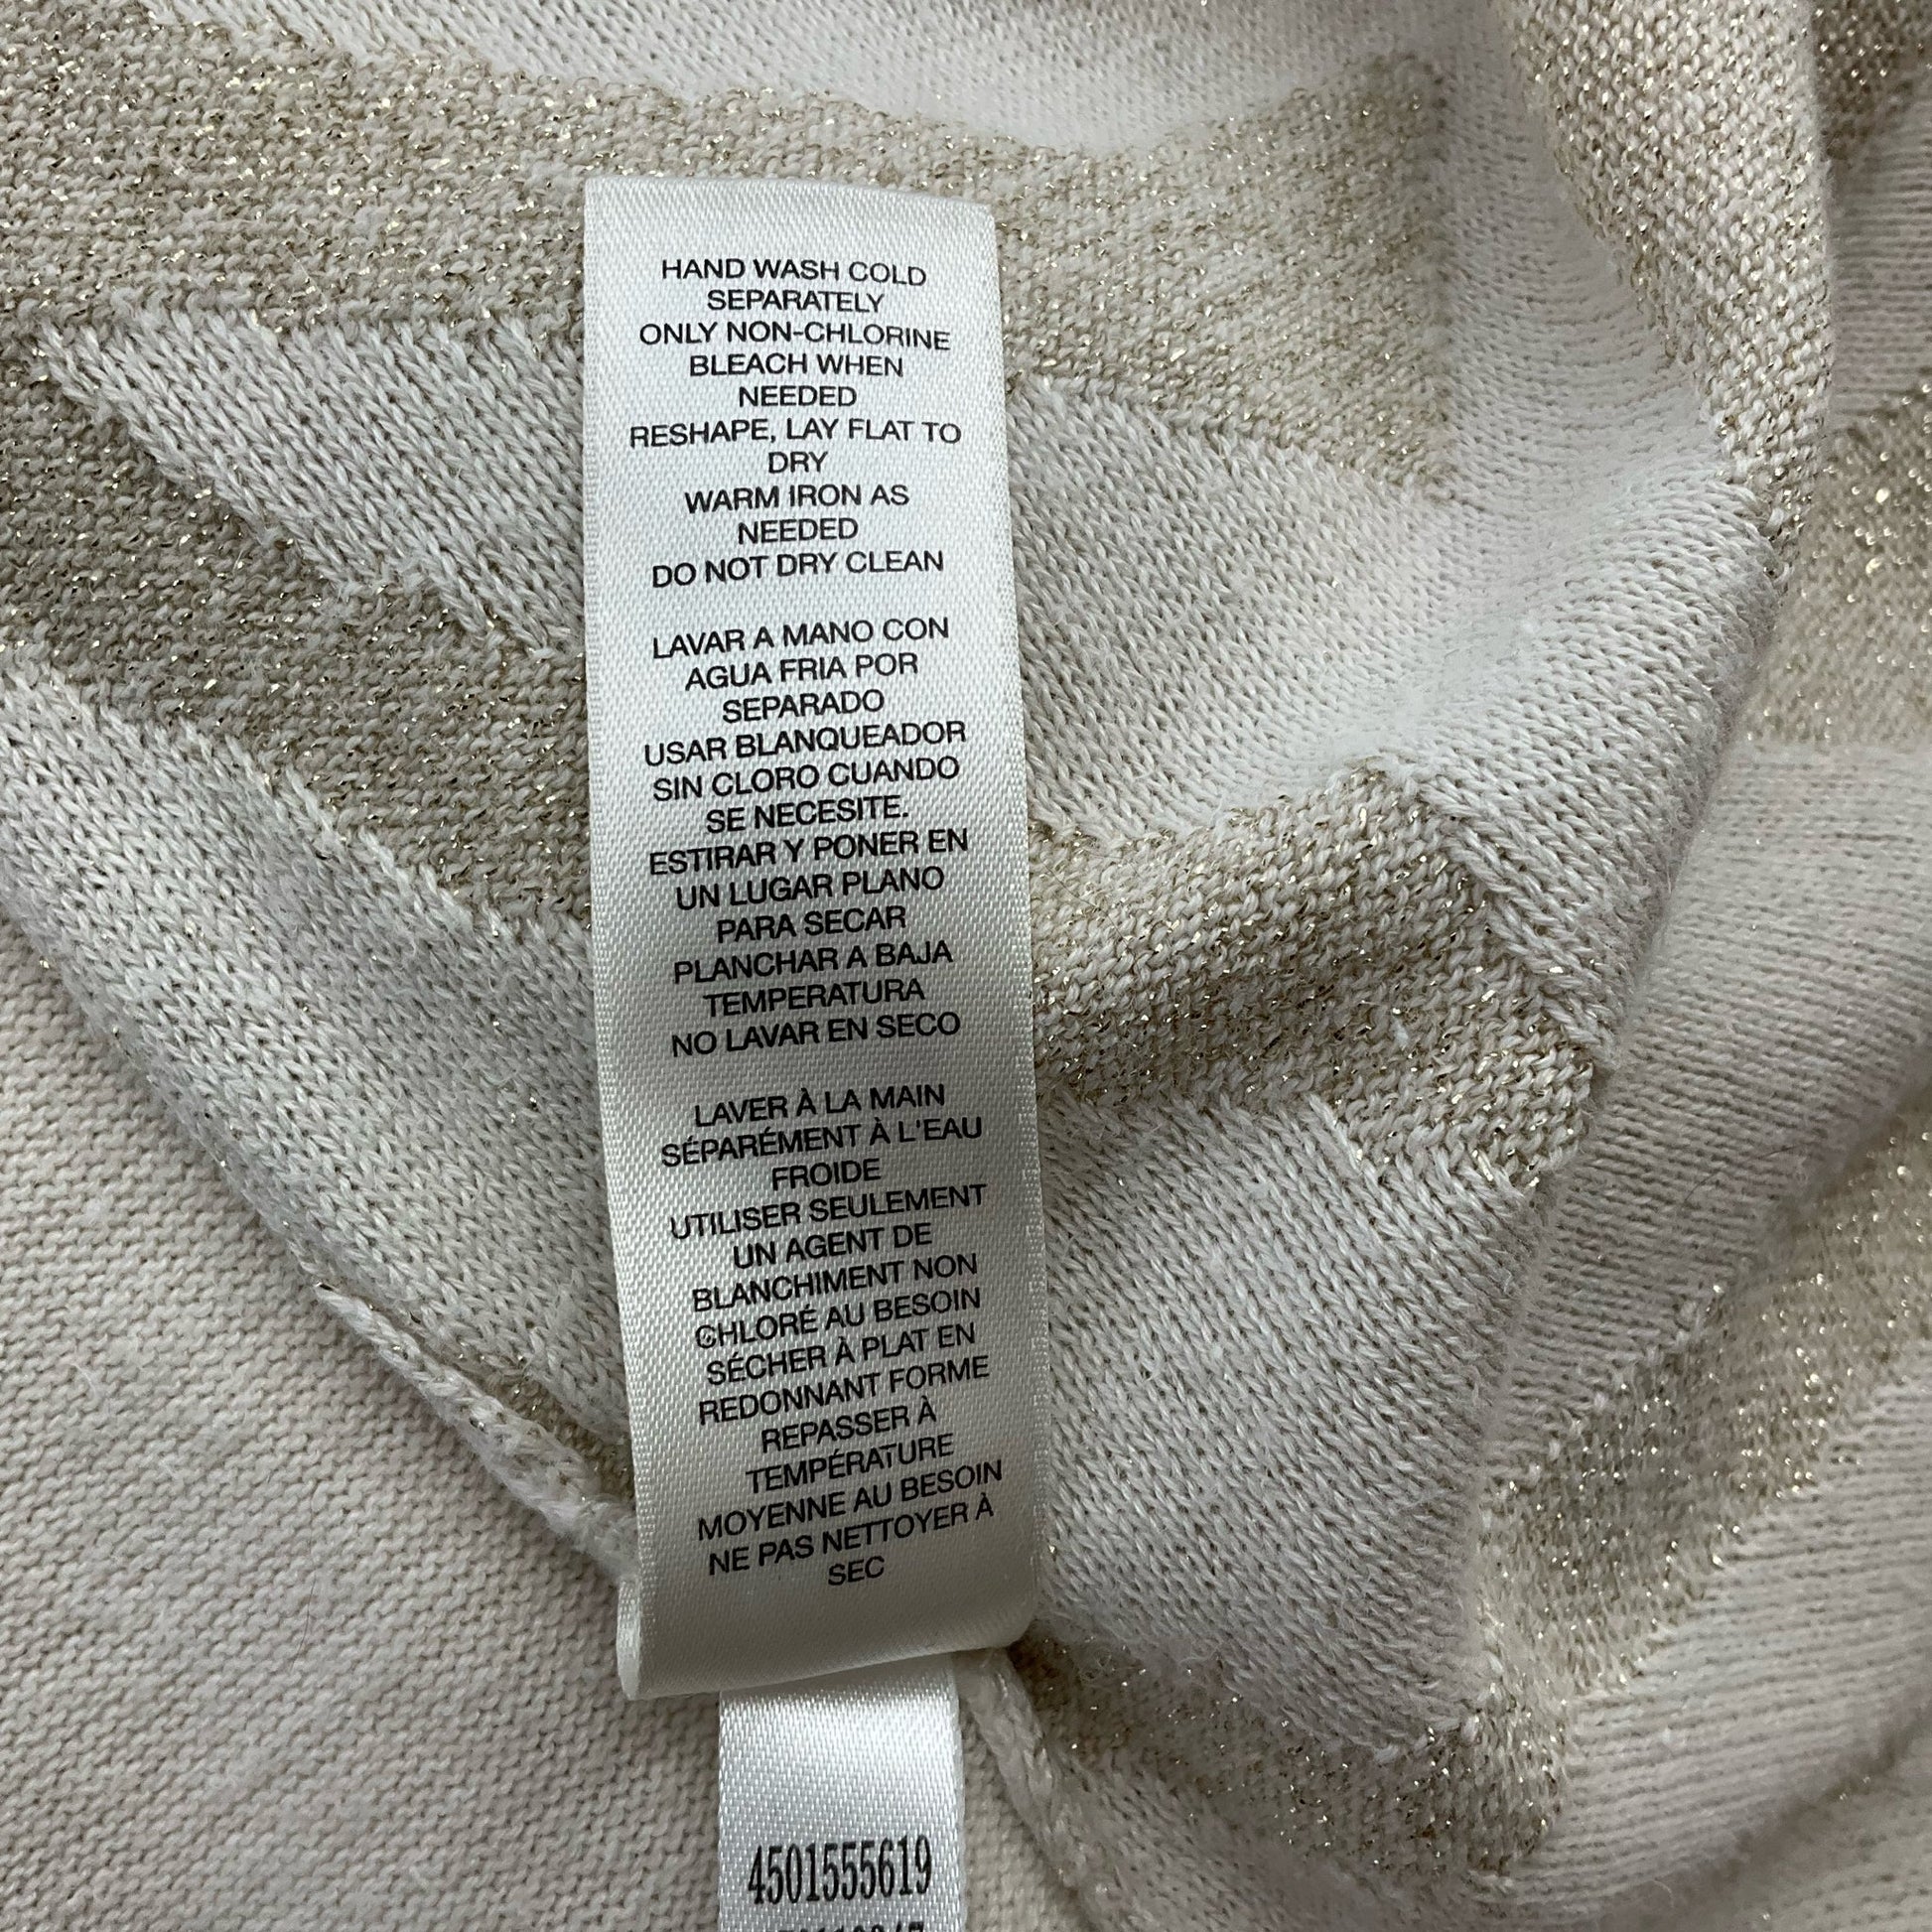 HAND WASH COLD
SEPARATELY
ONLY NON-CHLORINE
BLEACH WHEN
NEEDED
RESHAPE, LAY FLAT TO
DRY
WARM IRON AS
NEEDED
DO NOT DRY CLEAN
LAVAR A MANO CON
AGUA FRIA POR
SEPARADO
USAR BLANQUEADOR
SIN CLORO CUANDO
SE NECESITE.
ESTIRAR Y PONER EN
UN LUGAR PLANO
PARA SECAR
PLANCHAR A BAJA
TEMPERATURA
NO LAVAR EN SECO
LAVER À LA MAIN
SÉPARÉMENT À L'EAU
FROIDE
UTILISER SEULEMENT
UN AGENT DE
BLANCHIMENT NON
CHLORÉ AU BESOIN
SÉCHER À PLAT EN
REDONNANT FORME
REPASSER À
TEMPÉRATURE
MOYENNE AU BESOIN
NE PAS NETTOYER À
SEC
4501555619